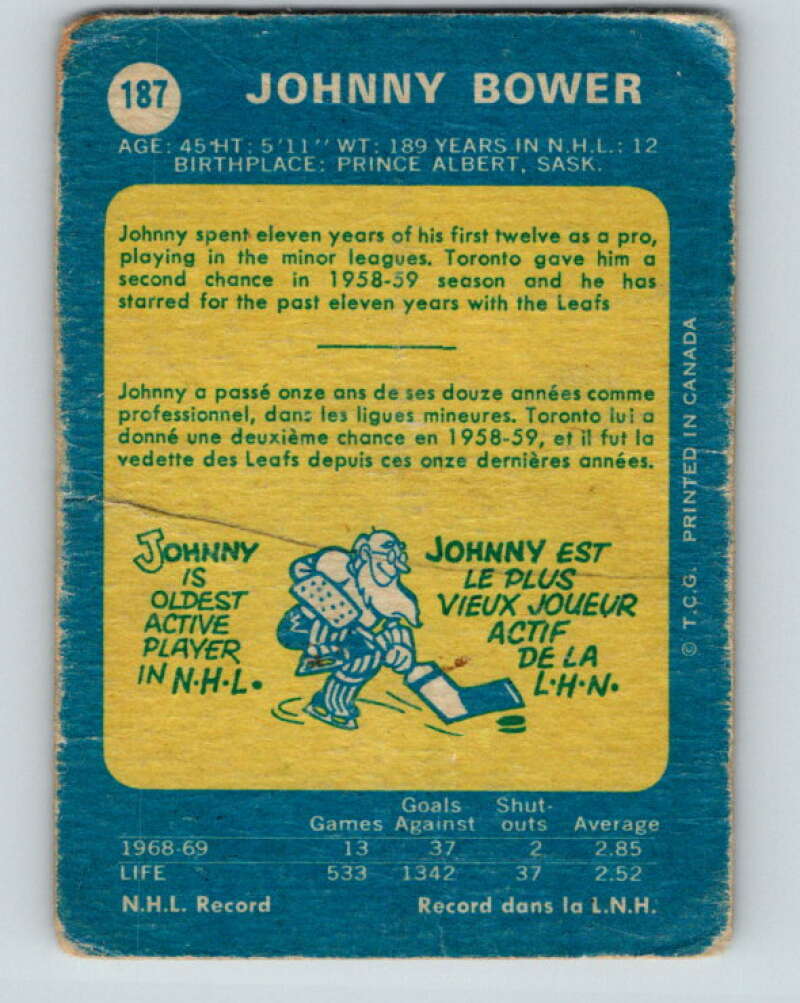 187
JOHNNY BOWER
AGE: 45 HT: 5'11" WT: 189 YEARS IN N.H.L.: 12
BIRTHPLACE: PRINCE ALBERT, SASK.
Johnny spent eleven years of his first twelve as a pro,
playing in the minor leagues. Toronto gave him a
second chance in 1958-59 season and he has
starred for the past eleven years with the Leafs
Johnny a passé onze ans de ses douze années comme
professionnel, dans les ligues mineures. Toronto lui a
donné une deuxième chance en 1958-59, et il fut la
vedette des Leafs depuis ces onze dernières années.
JOHNNY
IS
OLDEST
ACTIVE
PLAYER
IN N·H·L.
JOHNNY EST
LE PLUS
VIEUX JOUEUR
ACTIF
DE LA
L·H·N.
© T.C.G. PRINTED IN CANADA
Goals Shut-
Games Against outs Average
1968-69 13 37 2 2.85
LIFE 533 1342 37 2.52
N.H.L. Record Record dans la L.N.H.